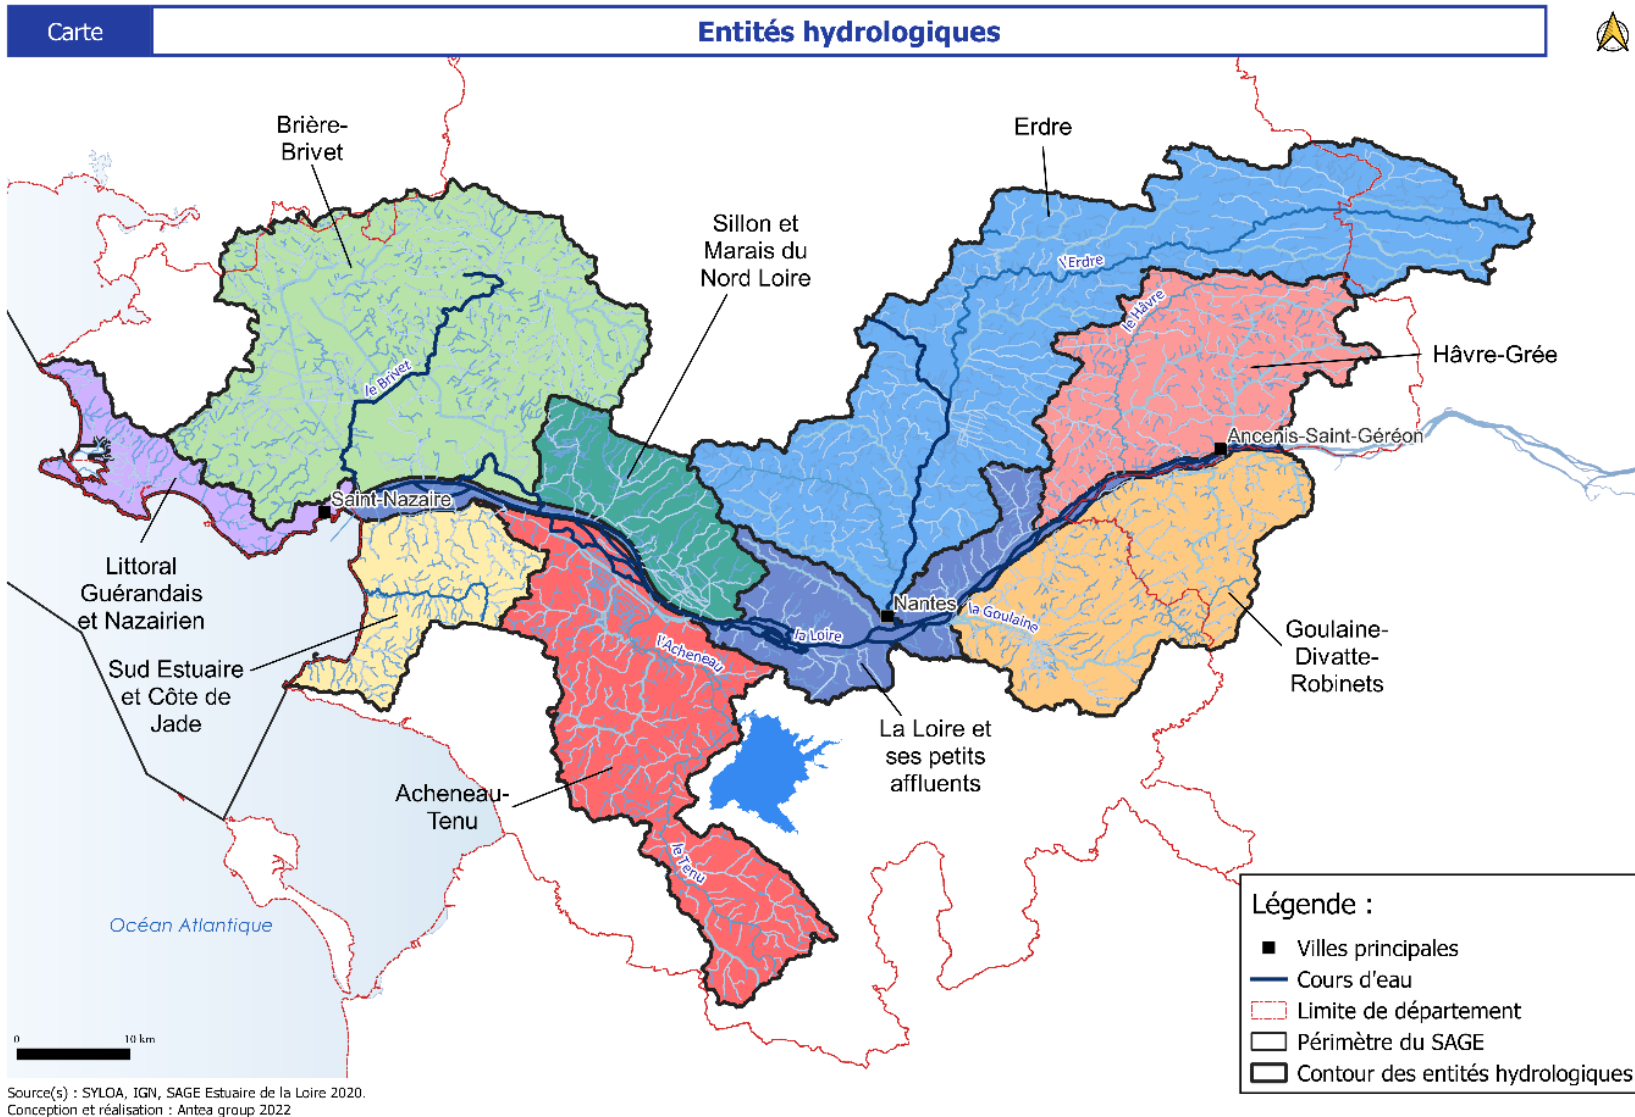 Carte
Entités hydrologiques
Brière-
Brivet
Erdre
Sillon et
Marais du
Nord Loire
l'Erdre
le Hâvre
Hâvre-Grée
le Brivet
Ancenis-Saint-Géréon
Saint-Nazaire
Littoral
Guérandais
et Nazairien
Nantes
la Goulaine
la Loire
l'Acheneau
Goulaine-
Divatte-
Robinets
Sud Estuaire
et Côte de
Jade
La Loire et
ses petits
affluents
Acheneau-
Tenu
le Tenu
Océan Atlantique
Légende :
Villes principales
Cours d'eau
Limite de département
Périmètre du SAGE
Contour des entités hydrologiques
0 10 km
Source(s) : SYLOA, IGN, SAGE Estuaire de la Loire 2020.
Conception et réalisation : Antea group 2022